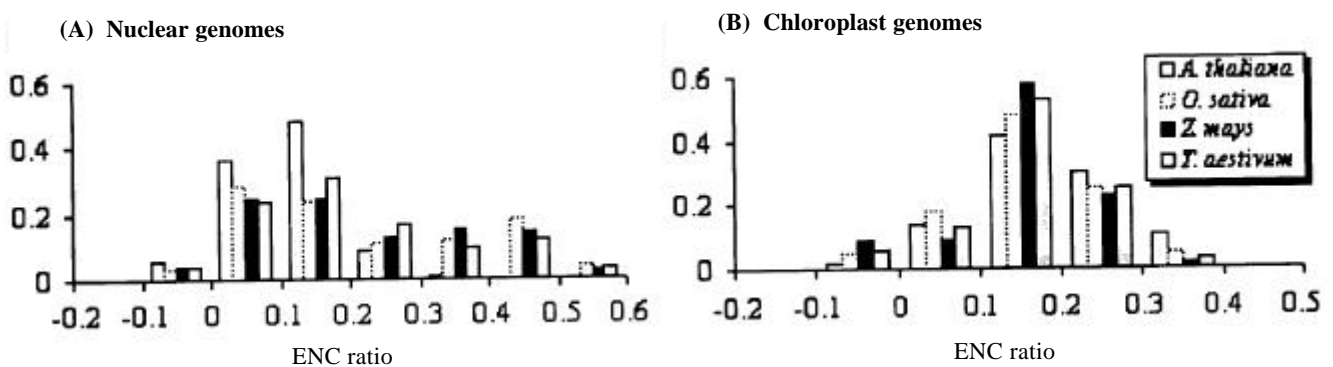 (A) Nuclear genomes
0.6
0.4
0.2
0
-0.2 -0.1 0 0.1 0.2 0.3 0.4 0.5 0.6
ENC ratio
(B) Chloroplast genomes
0.6
0.4
0.2
0
-0.2 -0.1 0 0.1 0.2 0.3 0.4 0.5
ENC ratio
A. thaliana
O. sativa
Z. mays
T. aestivum